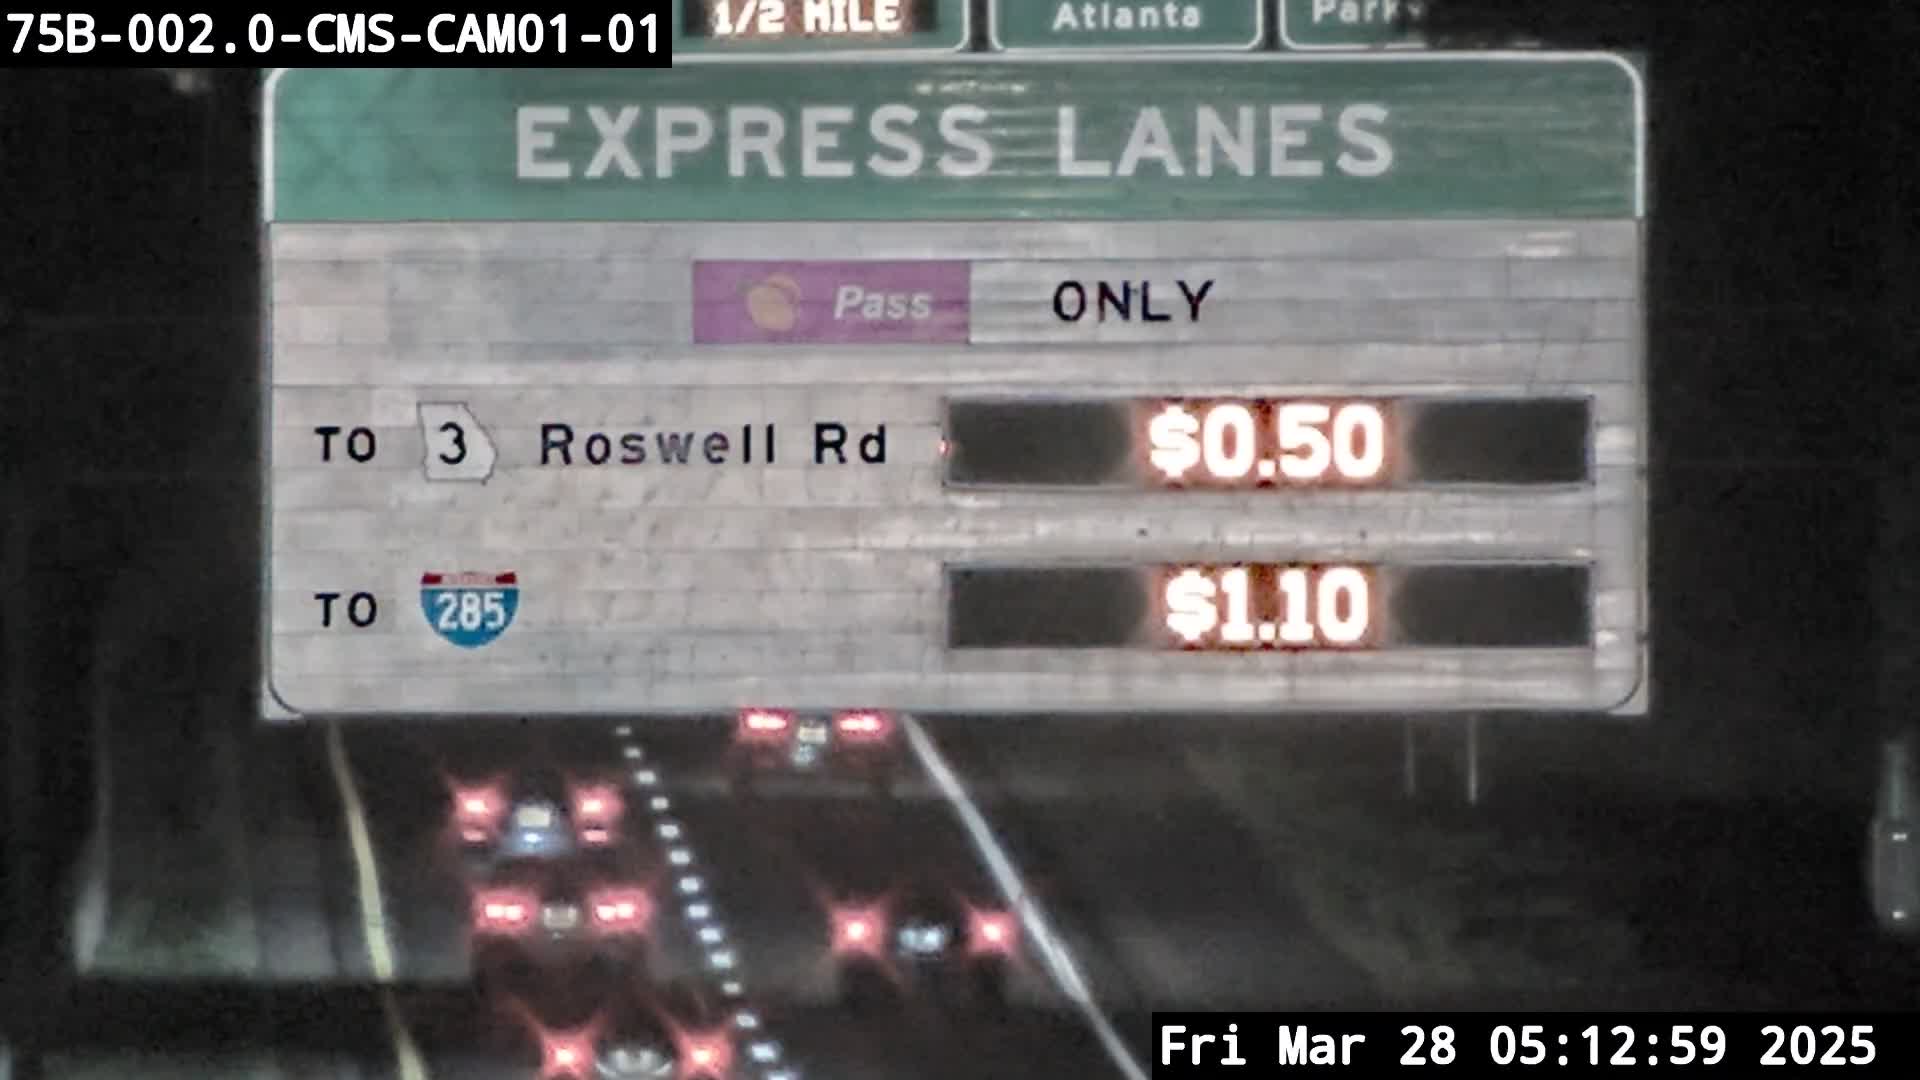 75B-002.0-CMS-CAM01-01
1/2 MILE
Atlanta
EXPRESS LANES
Pass ONLY
TO 3 Roswell Rd $0.50
TO 285 $1.10
Fri Mar 28 05:12:59 2025